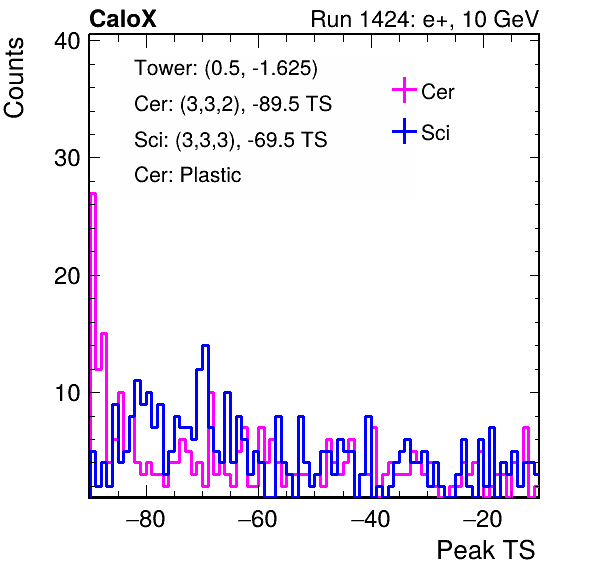 CaloX Run 1424: e+, 10 GeV
Counts
40
30
20
10
Tower: (0.5, -1.625)
Cer: (3,3,2), -89.5 TS
Sci: (3,3,3), -69.5 TS
Cer: Plastic
Cer
Sci
−80 −60 −40 −20
Peak TS